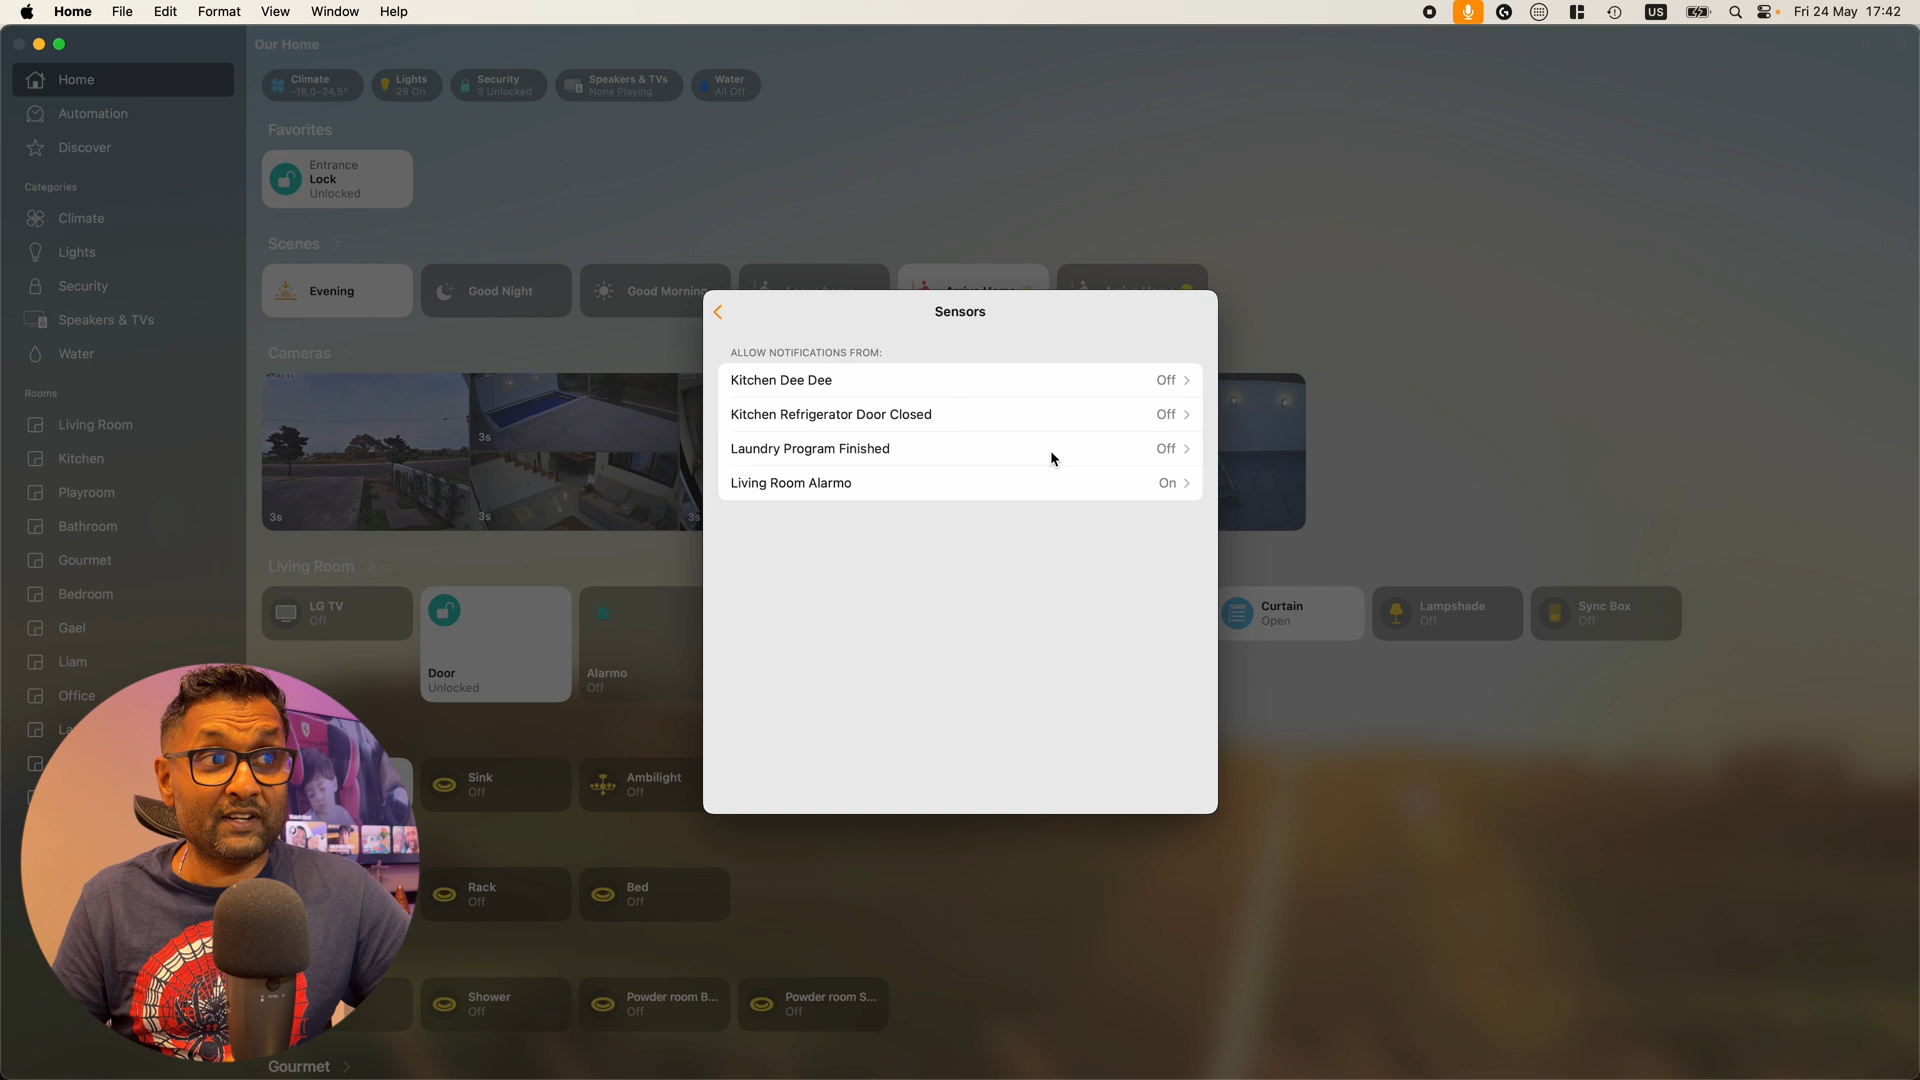 Home File Edit Format View Window Help
US Fri 24 May 17:42
Home
Automation
Discover
Categories
Climate
Lights
Security
Speakers & TVs
Water
Rooms
Living Room
Kitchen
Playroom
Bathroom
Gourmet
Bedroom
Gael
Liam
Office
Our Home
Climate
-18,0–24,5°
Lights
29 On
Security
3 Unlocked
Speakers & TVs
None Playing
Water
All Off
Favorites
Entrance
Lock
Unlocked
Scenes
Evening
Good Night
Good Morning
Cameras
3s
3s
3s
3s
Living Room
LG TV
Off
Door
Unlocked
Alarmo
Off
Curtain
Open
Lampshade
Off
Sync Box
Off
Sink
Off
Ambilight
Off
Rack
Off
Bed
Off
Shower
Off
Powder room B...
Off
Powder room S...
Off
Gourmet
Sensors
ALLOW NOTIFICATIONS FROM:
Kitchen Dee Dee Off
Kitchen Refrigerator Door Closed Off
Laundry Program Finished Off
Living Room Alarmo On